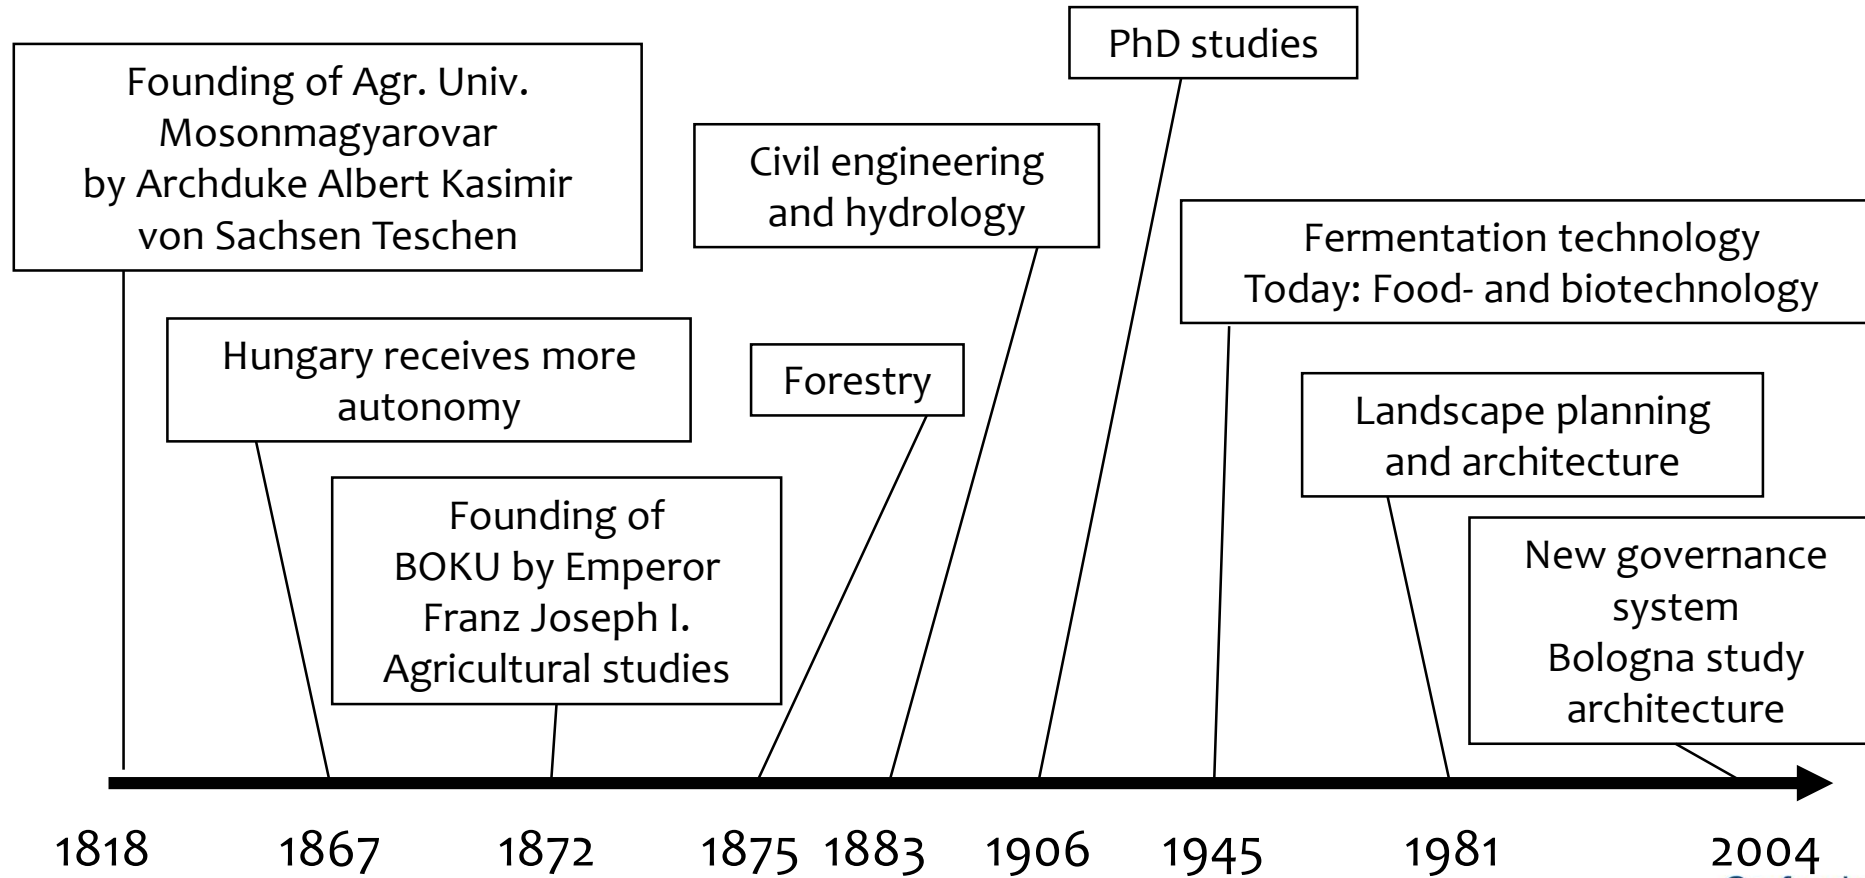 Founding of Agr. Univ.
Mosonmagyarovar
by Archduke Albert Kasimir
von Sachsen Teschen
Hungary receives more
autonomy
Founding of
BOKU by Emperor
Franz Joseph I.
Agricultural studies
Forestry
Civil engineering
and hydrology
PhD studies
Fermentation technology
Today: Food- and biotechnology
Landscape planning
and architecture
New governance
system
Bologna study
architecture
1818 1867 1872 1875 1883 1906 1945 1981 2004